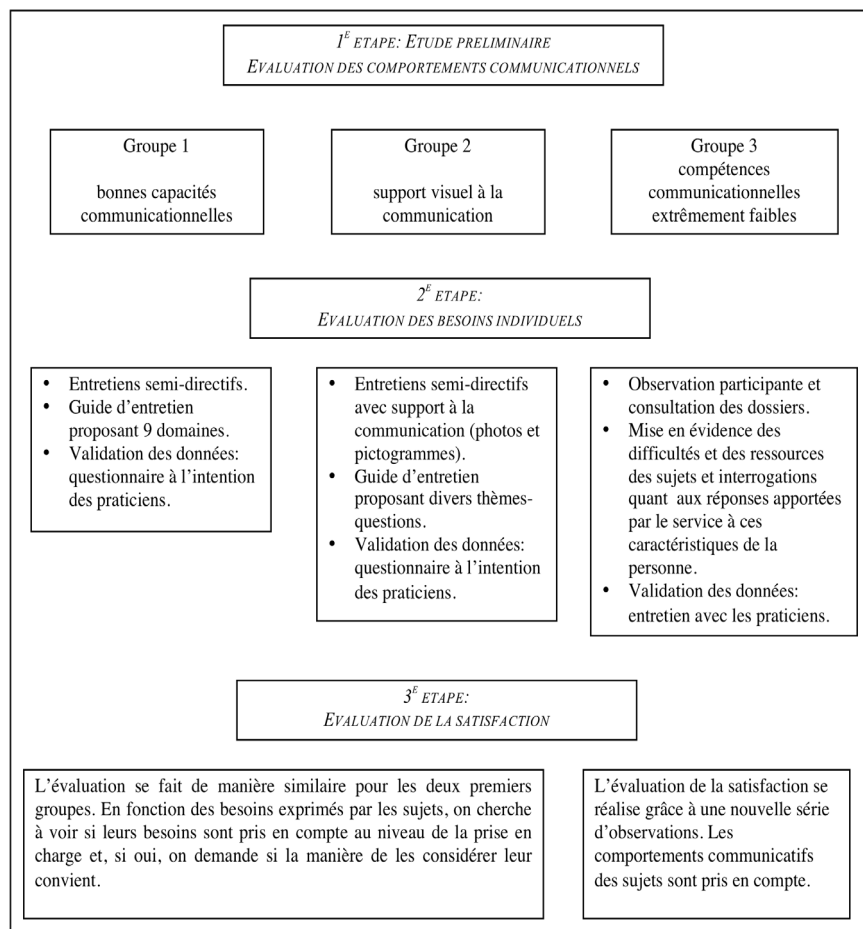 1E ETAPE: ETUDE PRELIMINAIRE
EVALUATION DES COMPORTEMENTS COMMUNICATIONNELS
Groupe 1
bonnes capacités
communicationnelles
Groupe 2
support visuel à la
communication
Groupe 3
compétences
communicationnelles
extrêmement faibles
2E ETAPE:
EVALUATION DES BESOINS INDIVIDUELS
• Entretiens semi-directifs.
• Guide d’entretien
proposant 9 domaines.
• Validation des données:
questionnaire à l’intention
des praticiens.
• Entretiens semi-directifs
avec support à la
communication (photos et
pictogrammes).
• Guide d’entretien
proposant divers thèmes-
questions.
• Validation des données:
questionnaire à l’intention
des praticiens.
• Observation participante et
consultation des dossiers.
• Mise en évidence des
difficultés et des ressources
des sujets et interrogations
quant aux réponses apportées
par le service à ces
caractéristiques de la
personne.
• Validation des données:
entretien avec les praticiens.
3E ETAPE:
EVALUATION DE LA SATISFACTION
L’évaluation se fait de manière similaire pour les deux premiers
groupes. En fonction des besoins exprimés par les sujets, on cherche
à voir si leurs besoins sont pris en compte au niveau de la prise en
charge et, si oui, on demande si la manière de les considérer leur
convient.
L’évaluation de la satisfaction se
réalise grâce à une nouvelle série
d’observations. Les
comportements communicatifs
des sujets sont pris en compte.